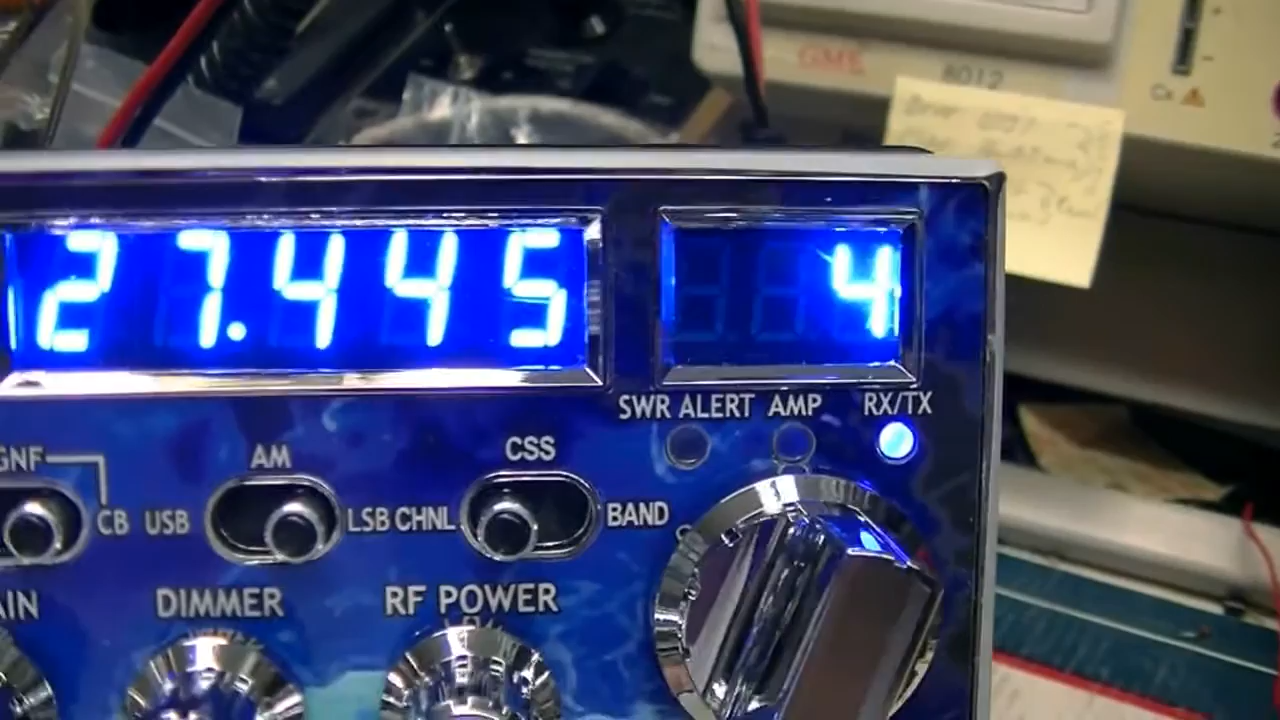 GME
8012
27.445
4
SWR ALERT AMP RX/TX
CSS
AM
GNF
CB USB LSB CHNL BAND
DIMMER RF POWER